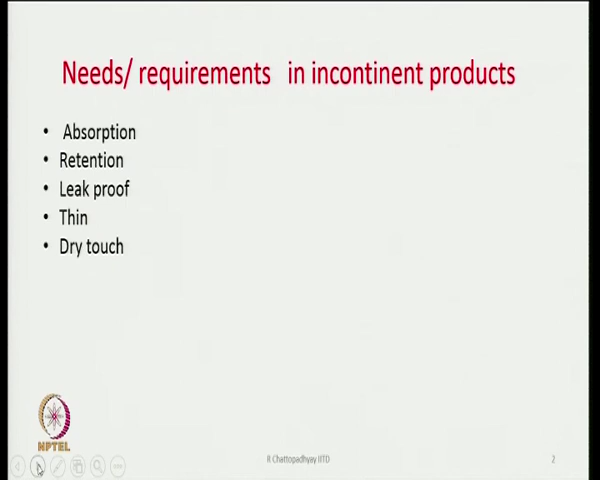 Needs/ requirements in incontinent products
• Absorption
• Retention
• Leak proof
• Thin
• Dry touch
NPTEL
R Chattopadhyay IITD
2